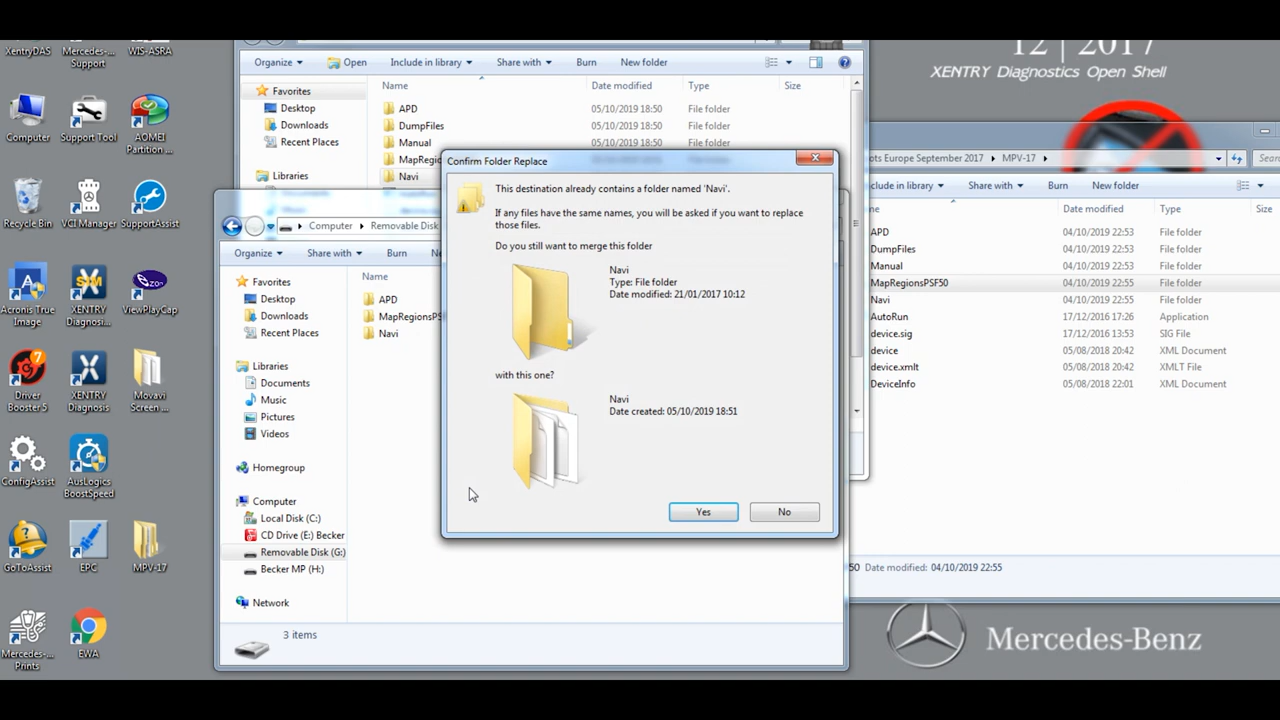 XentryDAS
Mercedes-...
Support
WIS-ASRA
Computer
Support Tool
AOMEI
Partition ...
Recycle Bin
VCI Manager
SupportAssist
Acronis True
Image
XENTRY
Diagnosi...
ViewPlayCap
Driver
Booster 5
XENTRY
Diagnosis
Movavi
Screen ...
ConfigAssist
AusLogics
BoostSpeed
GoToAssist
EPC
MPV-17
Mercedes-...
Prints
EWA
12 | 2017
XENTRY Diagnostics Open Shell
Mercedes-Benz
Organize
Open
Include in library
Share with
Burn
New folder
Favorites
Desktop
Downloads
Recent Places
Libraries
Name
Date modified
Type
Size
APD
05/10/2019 18:50
File folder
DumpFiles
05/10/2019 18:50
File folder
Manual
05/10/2019 18:50
File folder
MapRegio
Navi
Computer
Removable Disk
Organize
Share with
Burn
Favorites
Desktop
Downloads
Recent Places
Libraries
Documents
Music
Pictures
Videos
Homegroup
Computer
Local Disk (C:)
CD Drive (E:) Becker
Removable Disk (G:)
Becker MP (H:)
Network
Name
APD
MapRegionsPS
Navi
3 items
Confirm Folder Replace
This destination already contains a folder named 'Navi'.
If any files have the same names, you will be asked if you want to replace
those files.
Do you still want to merge this folder
Navi
Type: File folder
Date modified: 21/01/2017 10:12
with this one?
Navi
Date created: 05/10/2019 18:51
Yes
No
ots Europe September 2017
MPV-17
Sear
clude in library
Share with
Burn
New folder
me
Date modified
Type
Size
APD
04/10/2019 22:53
File folder
DumpFiles
04/10/2019 22:53
File folder
Manual
04/10/2019 22:53
File folder
MapRegionsPSF50
04/10/2019 22:55
File folder
Navi
04/10/2019 22:55
File folder
AutoRun
17/12/2016 17:26
Application
device.sig
17/12/2016 13:53
SIG File
device
05/08/2018 20:42
XML Document
device.xmlt
05/08/2018 20:42
XMLT File
DeviceInfo
05/08/2018 22:01
XML Document
50
Date modified: 04/10/2019 22:55